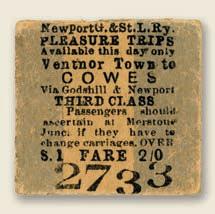 NewportG.&St.L.Ry.
PLEASURE TRIPS
Available this day only
Ventnor Town to
COWES
Via Godshill & Newport
THIRD CLASS
Passengers should
ascertain at Merstone
Junc. if they have to
change carriages. OVER
S.1 FARE 2/0
2733